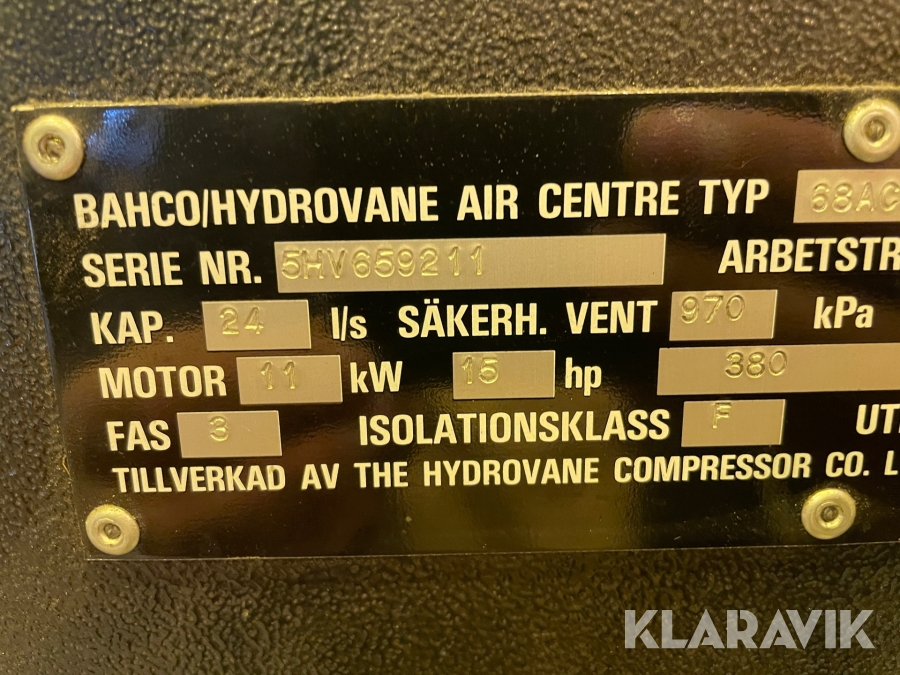 KLARAVIK
BAHCO/HYDROVANE AIR CENTRE TYP 68AC
SERIE NR. 5HV659211 ARBETSTR
KAP. 24 l/s SÄKERH. VENT 970 kPa
MOTOR 11 kW 15 hp 380
FAS 3 ISOLATIONSKLASS F UT
TILLVERKAD AV THE HYDROVANE COMPRESSOR CO. L
KLARAVIK